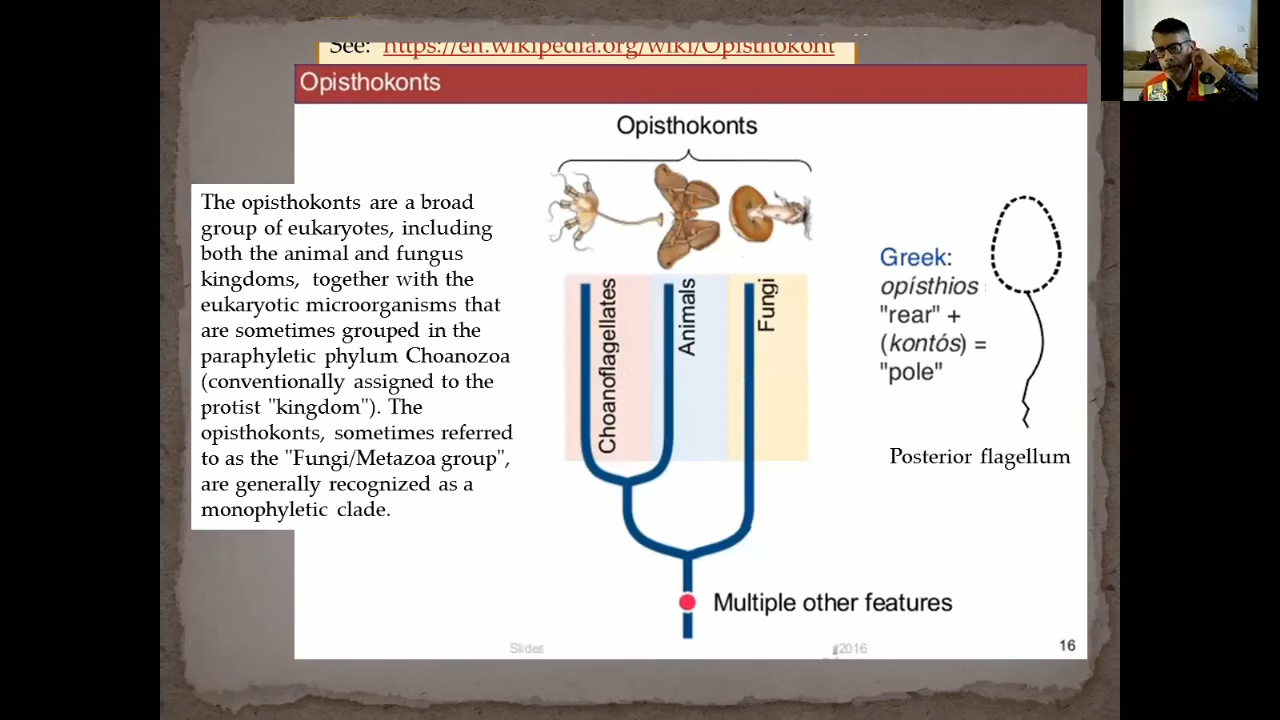 See: https://en.wikipedia.org/wiki/Opisthokont
Opisthokonts
Opisthokonts
The opisthokonts are a broad
group of eukaryotes, including
both the animal and fungus
kingdoms, together with the
eukaryotic microorganisms that
are sometimes grouped in the
paraphyletic phylum Choanozoa
(conventionally assigned to the
protist "kingdom"). The
opisthokonts, sometimes referred
to as the "Fungi/Metazoa group",
are generally recognized as a
monophyletic clade.
Choanoflagellates
Animals
Fungi
Greek:
opísthios
"rear" +
(kontós) =
"pole"
Posterior flagellum
Multiple other features
Slides
2016
16